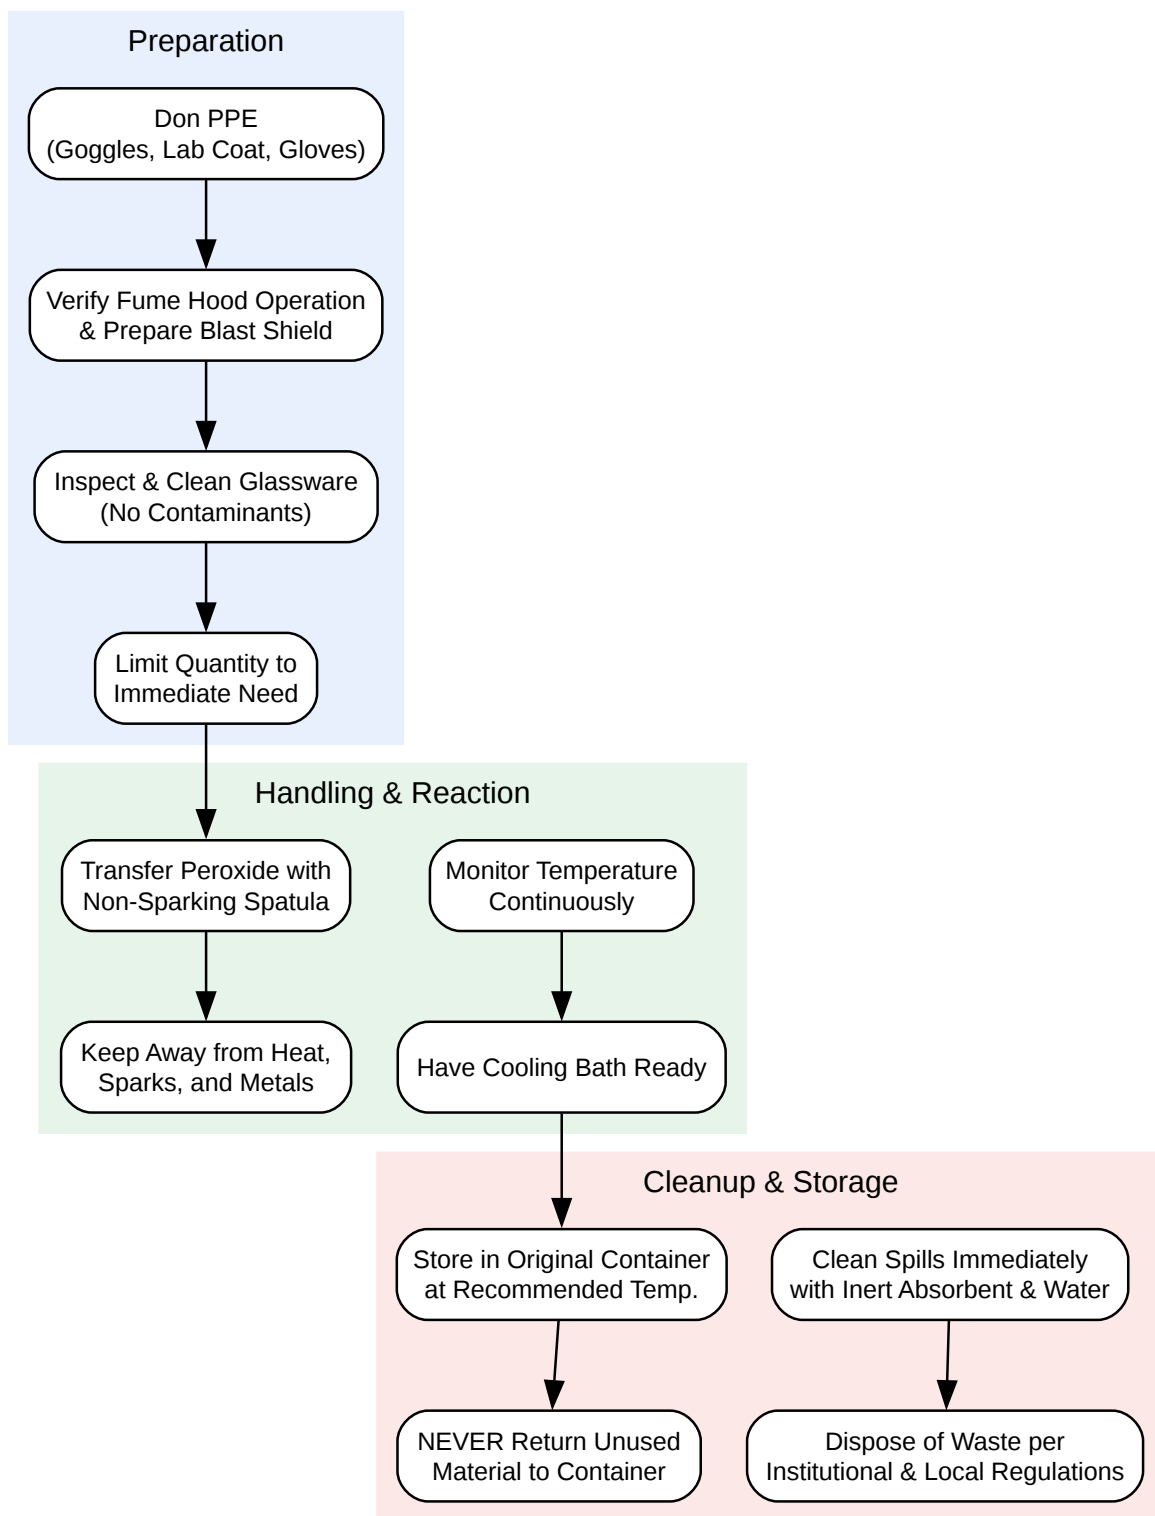 Preparation
Don PPE
(Goggles, Lab Coat, Gloves)
Verify Fume Hood Operation
& Prepare Blast Shield
Inspect & Clean Glassware
(No Contaminants)
Limit Quantity to
Immediate Need
Handling & Reaction
Transfer Peroxide with
Non-Sparking Spatula
Keep Away from Heat,
Sparks, and Metals
Monitor Temperature
Continuously
Have Cooling Bath Ready
Cleanup & Storage
Store in Original Container
at Recommended Temp.
NEVER Return Unused
Material to Container
Clean Spills Immediately
with Inert Absorbent & Water
Dispose of Waste per
Institutional & Local Regulations